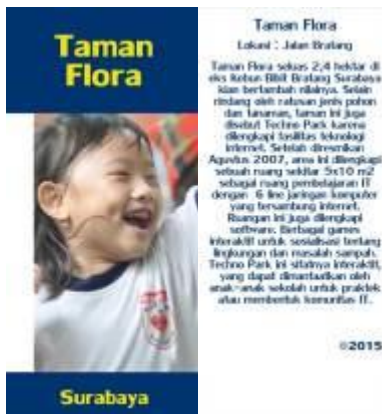 Taman
Flora
Surabaya
Taman Flora
Lokasi : Jalan Bratang
Taman Flora seluas 2,4 hektar di
eks Kebun Bibit Bratang Surabaya
kian bertambah nilainya. Selain
rindang oleh ratusan jenis pohon
dan tanaman, taman ini juga
disebut Techno Park karena
dilengkapi fasilitas teknologi
internet. Setelah diresmikan
Agustus 2007, area ini dilengkapi
sebuah ruang sekitar 5x10 m2
sebagai ruang pembelajaran IT
dengan 6 line jaringan komputer
yang tersambung internet.
Ruangan ini juga dilengkapi
software. Berbagai games
interaktif untuk sosialisasi tentang
lingkungan dan masalah sampah.
Techno Park ini sifatnya interaktif,
yang dapat dimanfaatkan oleh
anak-anak sekolah untuk praktek
atau membentuk komunitas IT.
©2015